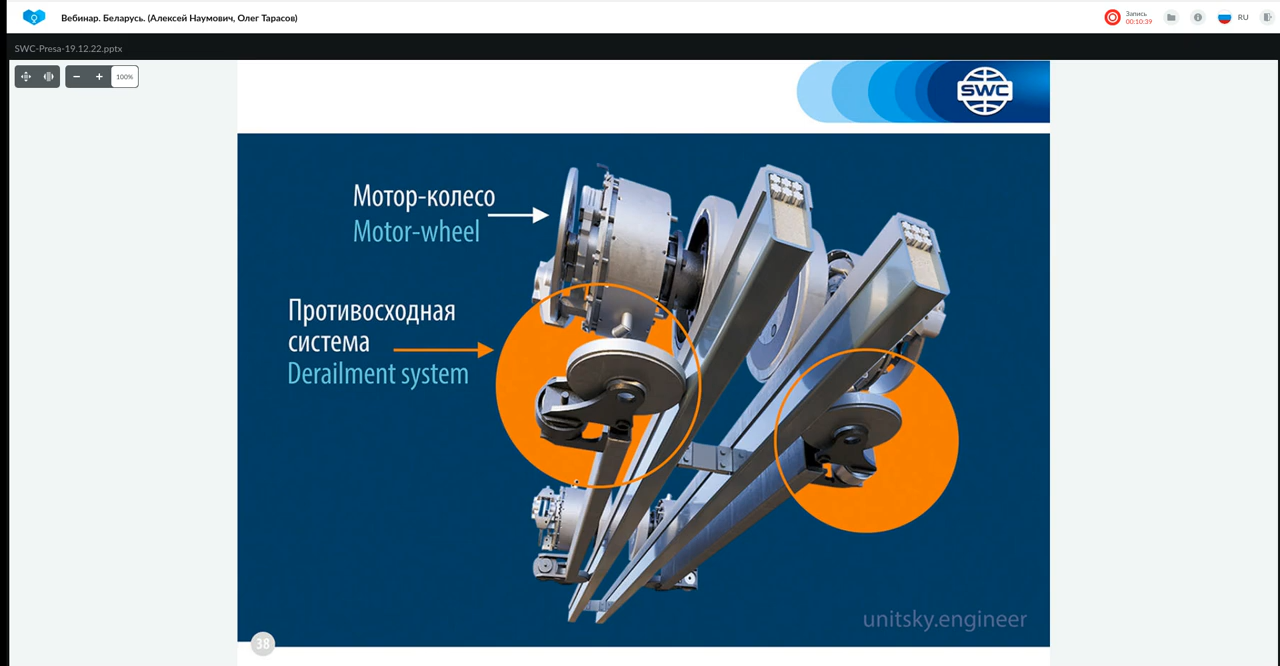 Вебинар. Беларусь. (Алексей Наумович, Олег Тарасов)
Запись
00:10:39
RU
SWC-Presa-19.12.22.pptx
100%
SWC
Мотор-колесо
Motor-wheel
Противосходная
система
Derailment system
unitsky.engineer
38